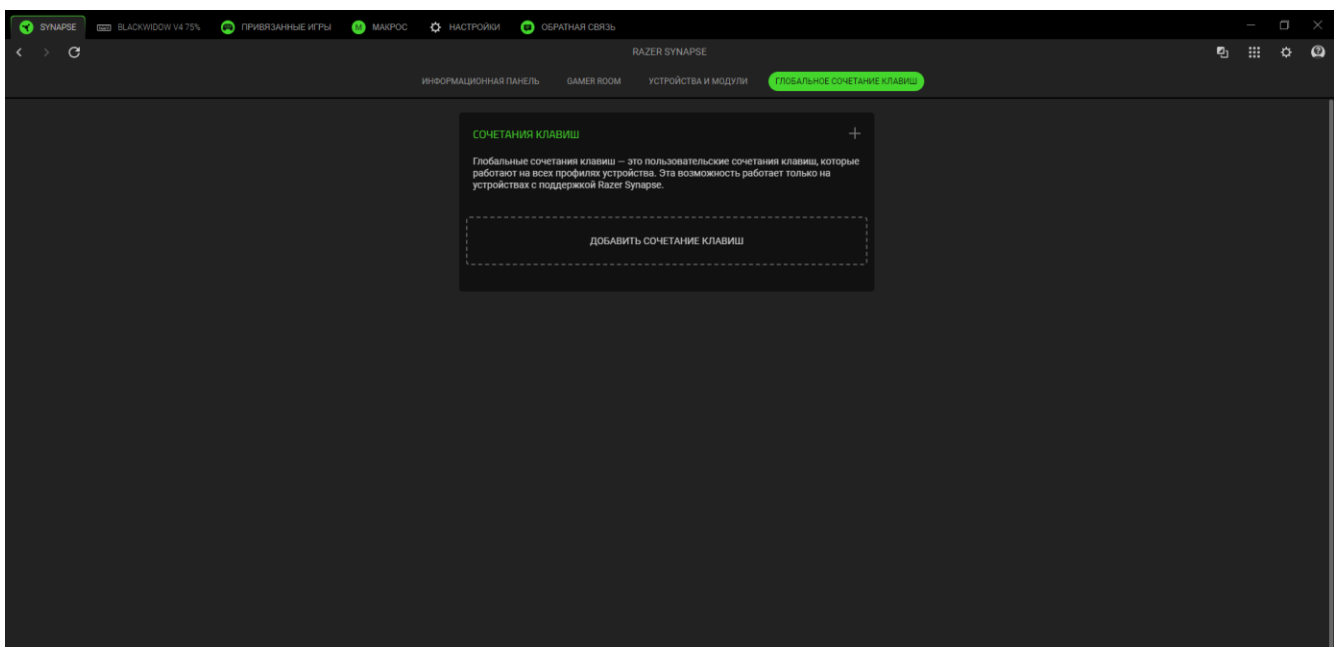 SYNAPSE BLACKWIDOW V4 75% ПРИВЯЗАННЫЕ ИГРЫ МАКРОС НАСТРОЙКИ ОБРАТНАЯ СВЯЗЬ
RAZER SYNAPSE
ИНФОРМАЦИОННАЯ ПАНЕЛЬ GAMER ROOM УСТРОЙСТВА И МОДУЛИ ГЛОБАЛЬНОЕ СОЧЕТАНИЕ КЛАВИШ
СОЧЕТАНИЯ КЛАВИШ
Глобальные сочетания клавиш — это пользовательские сочетания клавиш, которые
работают на всех профилях устройства. Эта возможность работает только на
устройствах с поддержкой Razer Synapse.
ДОБАВИТЬ СОЧЕТАНИЕ КЛАВИШ